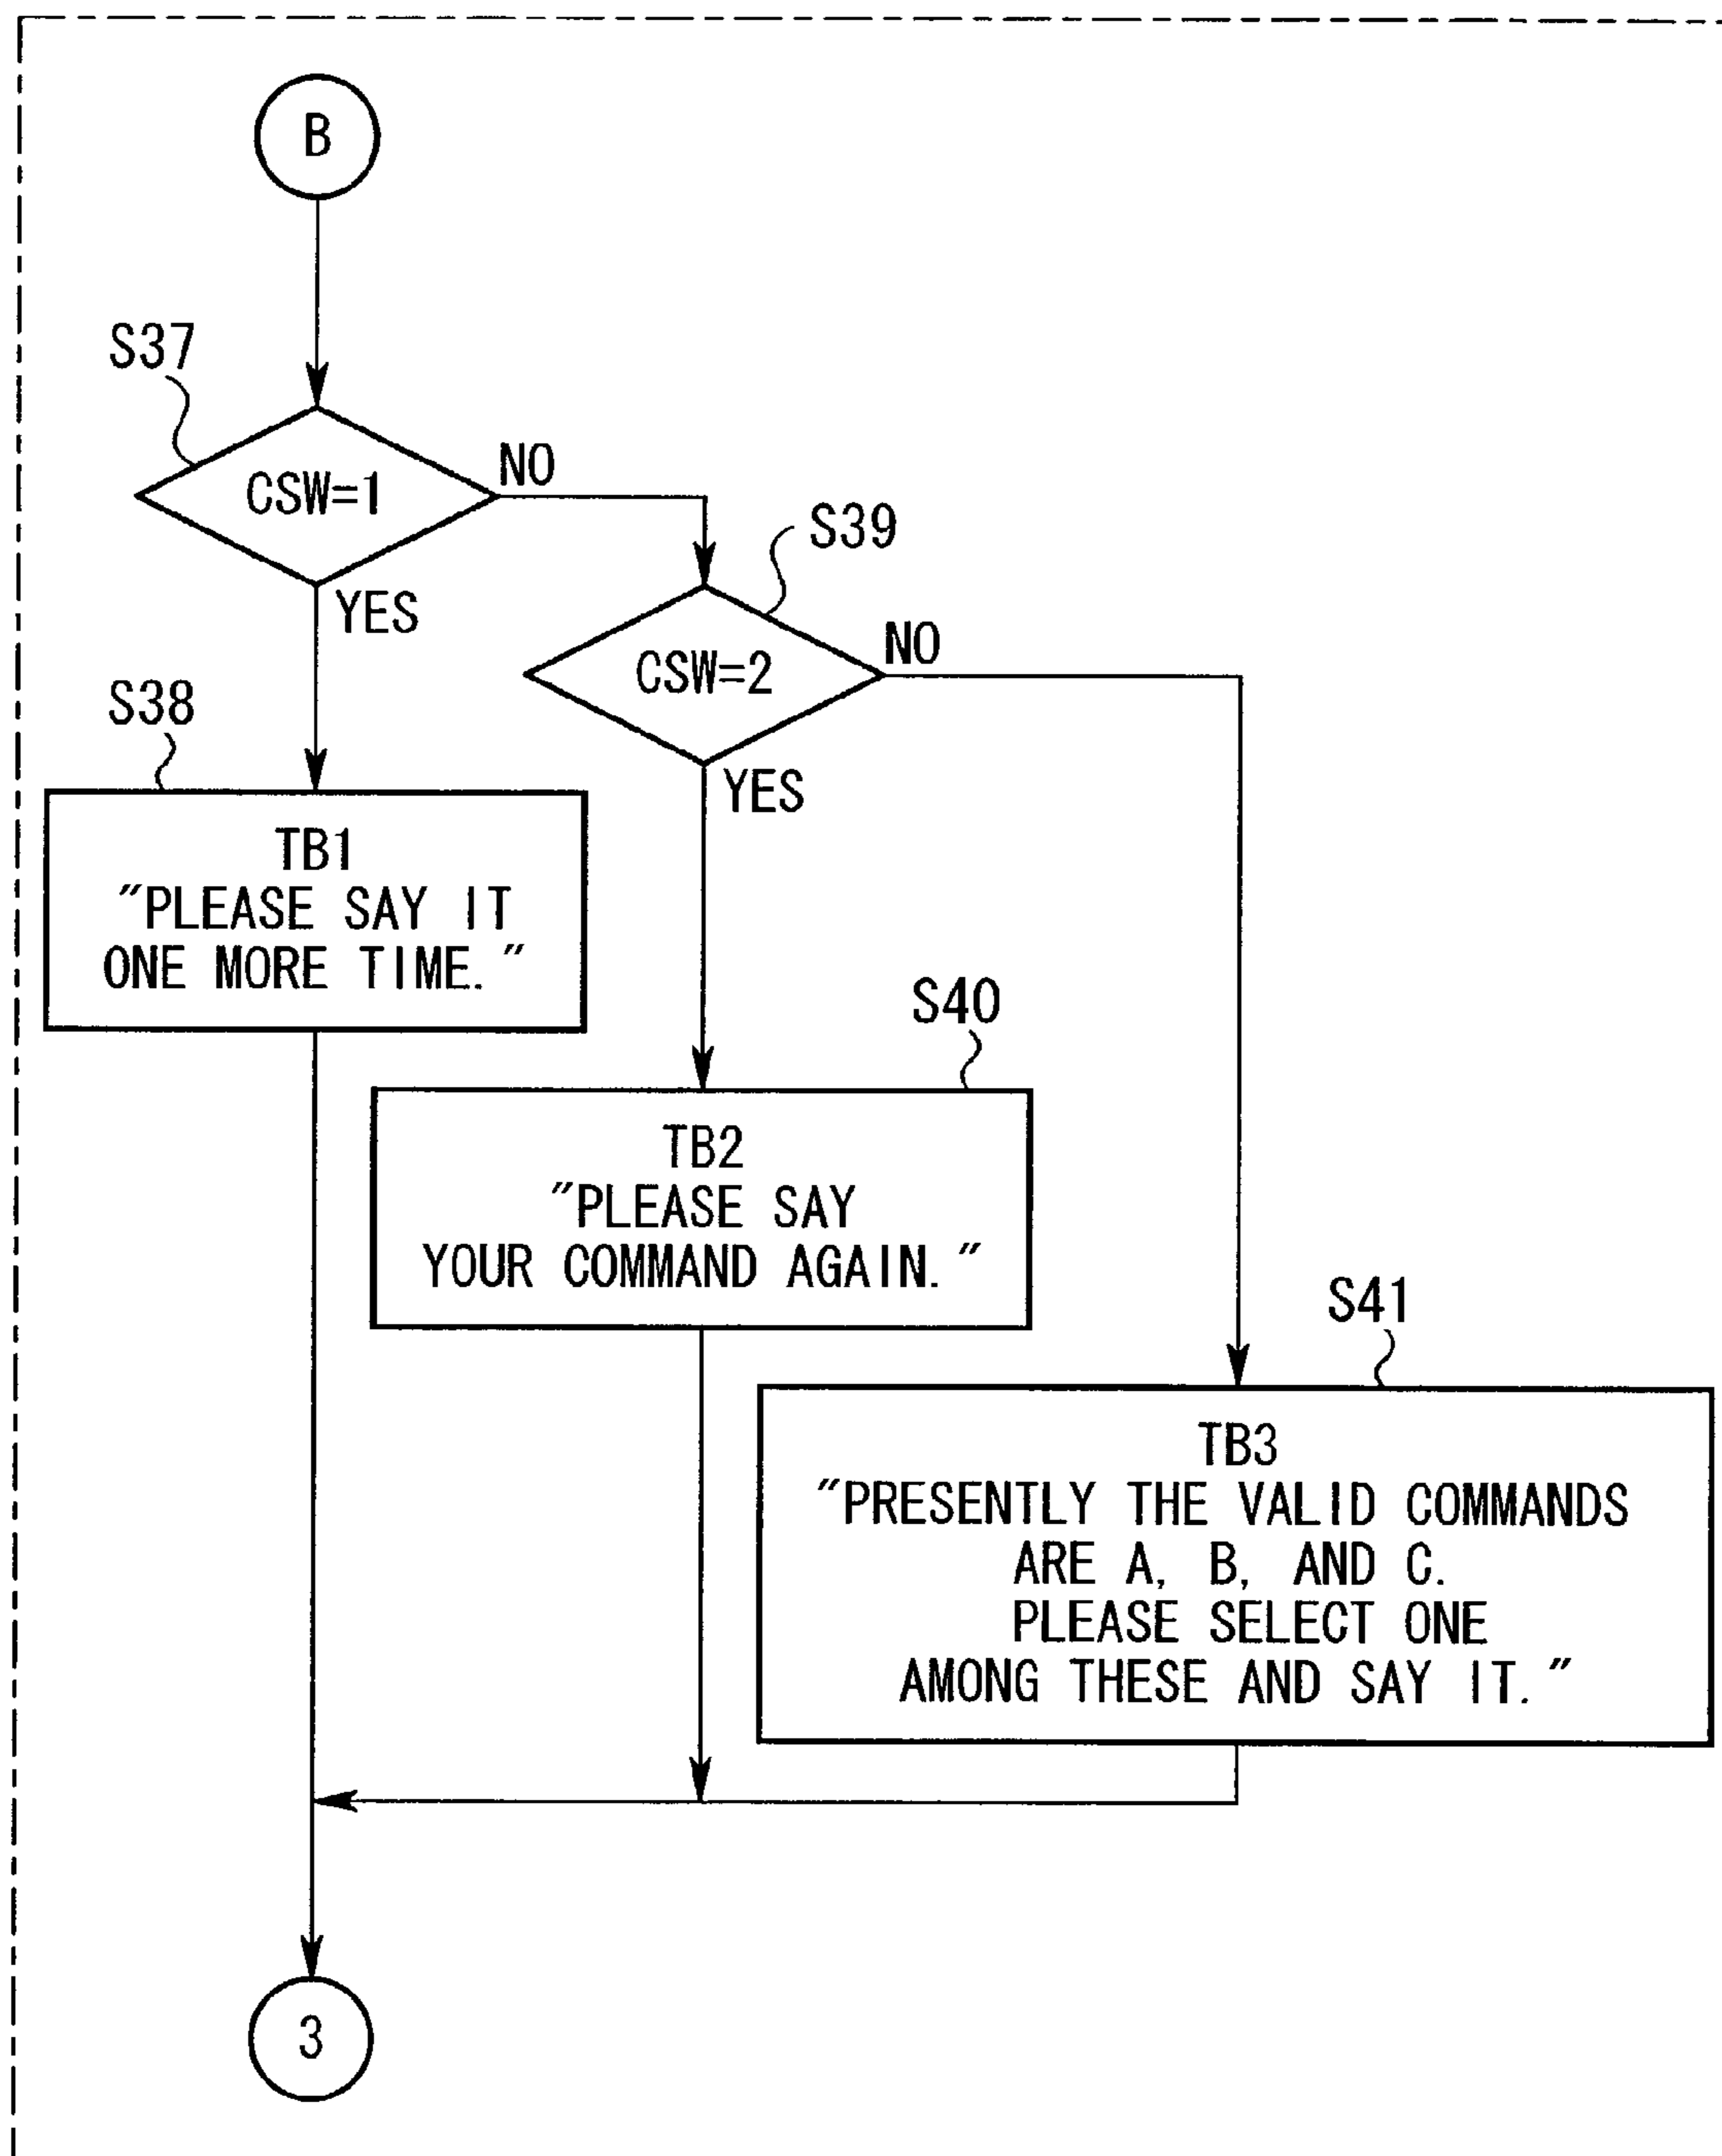 B
S37
CSW=1
NO
YES
S39
CSW=2
NO
YES
S38
TB1
"PLEASE SAY IT
ONE MORE TIME."
S40
TB2
"PLEASE SAY
YOUR COMMAND AGAIN."
S41
TB3
"PRESENTLY THE VALID COMMANDS
ARE A, B, AND C.
PLEASE SELECT ONE
AMONG THESE AND SAY IT."
3